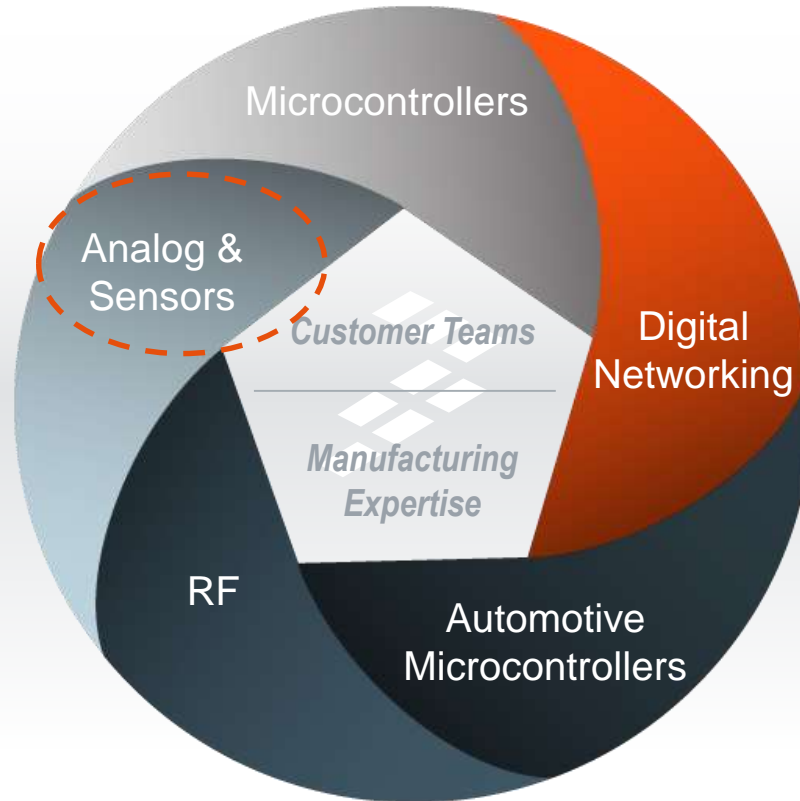 Microcontrollers
Analog &
Sensors
Customer Teams
Digital
Networking
Manufacturing
Expertise
RF
Automotive
Microcontrollers